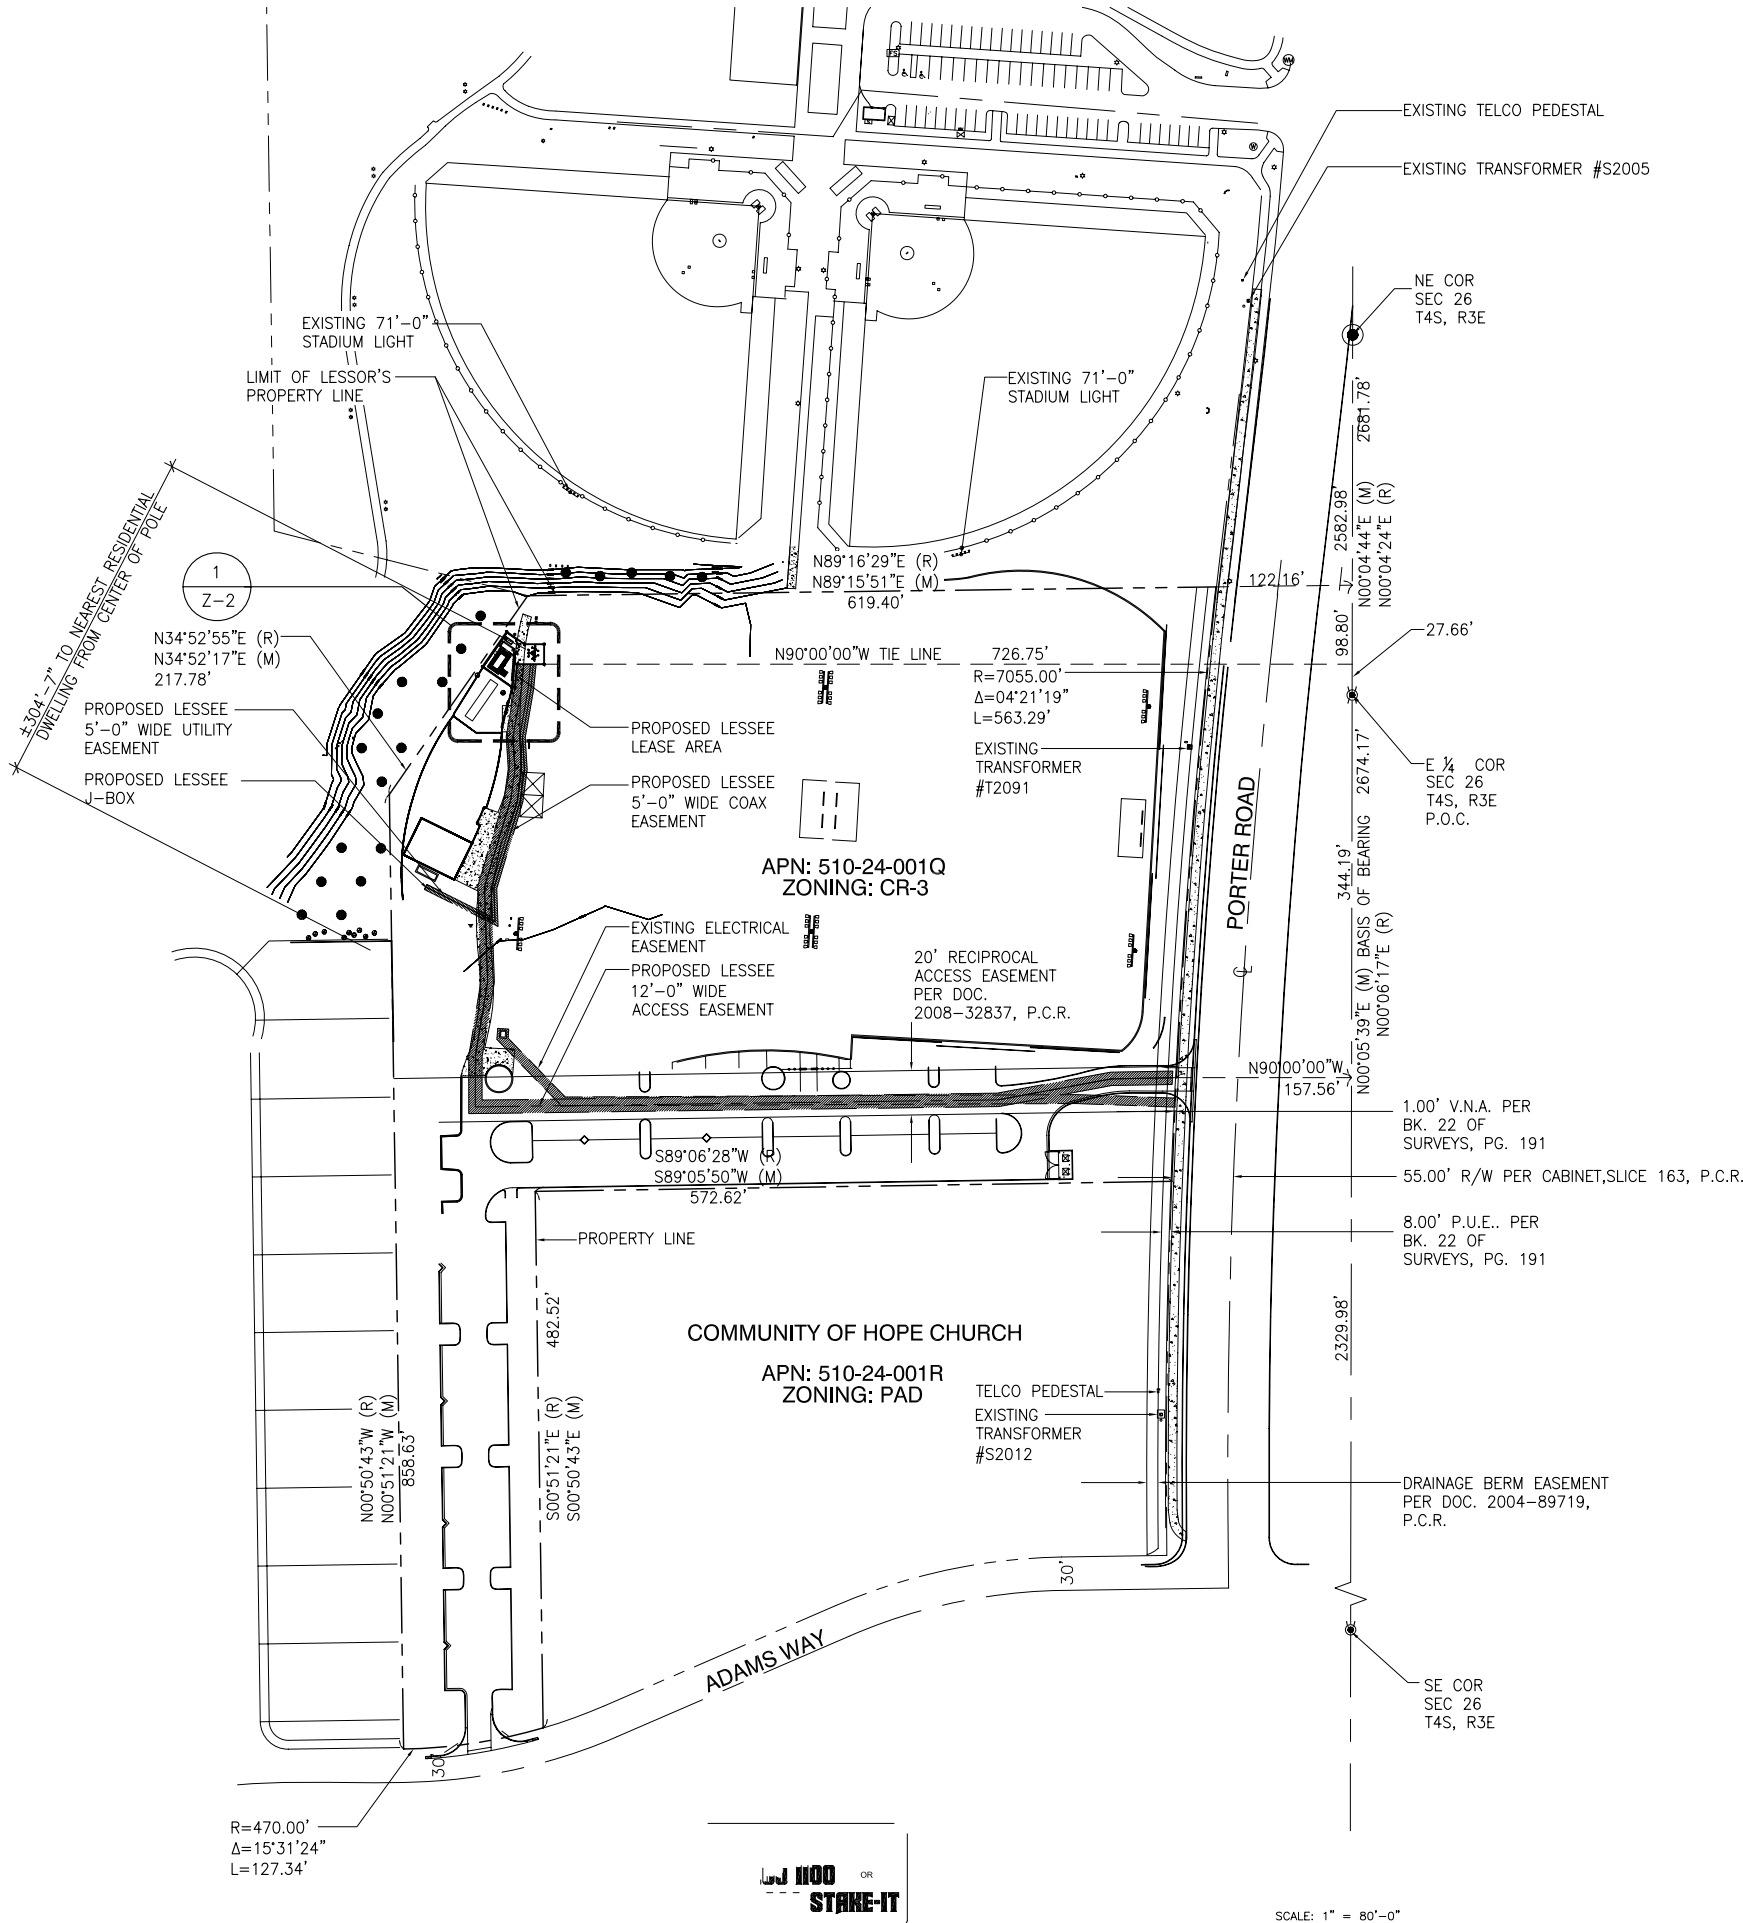 FS
WM
W
EXISTING TELCO PEDESTAL
EXISTING TRANSFORMER #S2005
NE COR
SEC 26
T4S, R3E
EXISTING 71'-0"
STADIUM LIGHT
LIMIT OF LESSOR'S
PROPERTY LINE
EXISTING 71'-0"
STADIUM LIGHT
2681.78'
2582.98'
N00°04'44"E (M)
N00°04'24"E (R)
±304'-7" TO NEAREST RESIDENTIAL
DWELLING FROM CENTER OF POLE
1
Z-2
N89°16'29"E (R)
N89°15'51"E (M)
619.40'
122.16'
98.80'
27.66'
N34°52'55"E (R)
N34°52'17"E (M)
217.78'
N90°00'00"W TIE LINE
726.75'
R=7055.00'
Δ=04°21'19"
L=563.29'
PROPOSED LESSEE
5'-0" WIDE UTILITY
EASEMENT
PROPOSED LESSEE
J-BOX
PROPOSED LESSEE
LEASE AREA
PROPOSED LESSEE
5'-0" WIDE COAX
EASEMENT
EXISTING
TRANSFORMER
#T2091
E ¼ COR
SEC 26
T4S, R3E
P.O.C.
PORTER ROAD
APN: 510-24-001Q
ZONING: CR-3
344.19'
N00°05'39"E (M) BASIS OF BEARING 2674.17'
N00°06'17"E (R)
EXISTING ELECTRICAL
EASEMENT
PROPOSED LESSEE
12'-0" WIDE
ACCESS EASEMENT
20' RECIPROCAL
ACCESS EASEMENT
PER DOC.
2008-32837, P.C.R.
N90°00'00"W
157.56'
1.00' V.N.A. PER
BK. 22 OF
SURVEYS, PG. 191
S89°06'28"W (R)
S89°05'50"W (M)
572.62'
55.00' R/W PER CABINET,SLICE 163, P.C.R.
8.00' P.U.E.. PER
BK. 22 OF
SURVEYS, PG. 191
PROPERTY LINE
482.52'
2329.98'
COMMUNITY OF HOPE CHURCH
APN: 510-24-001R
ZONING: PAD
TELCO PEDESTAL
EXISTING
TRANSFORMER
#S2012
N00°50'43"W (R)
N00°51'21"W (M)
858.63'
S00°51'21"E (R)
S00°50'43"E (M)
DRAINAGE BERM EASEMENT
PER DOC. 2004-89719,
P.C.R.
30'
ADAMS WAY
SE COR
SEC 26
T4S, R3E
30'
R=470.00'
Δ=15°31'24"
L=127.34'
1100 OR
STAKE-IT
SCALE: 1" = 80'-0"